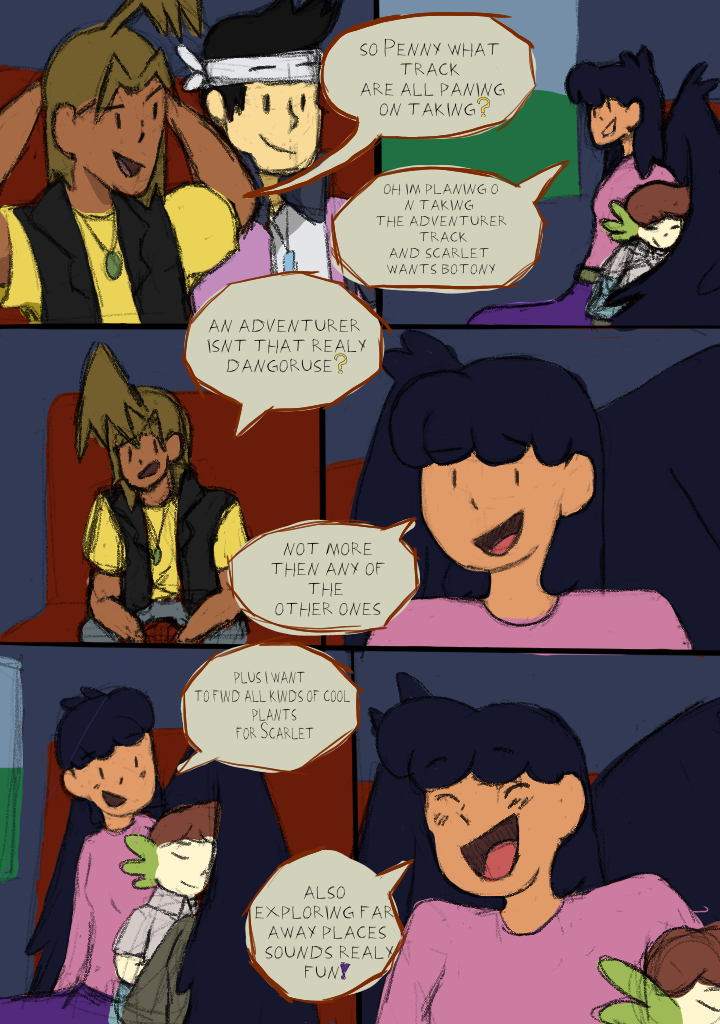 SO PENNY WHAT
TRACK
ARE ALL PANING
ON TAKING?
OH IM PLANING O
N TAKING
THE ADVENTURER
TRACK
AND SCARLET
WANTS BOTONY
AN ADVENTURER
ISNT THAT REALY
DANGORUSE?
NOT MORE
THEN ANY OF
THE
OTHER ONES
PLUS I WANT
TO FIND ALL KINDS OF COOL
PLANTS
FOR SCARLET
ALSO
EXPLORING FAR
AWAY PLACES
SOUNDS REALY
FUN!